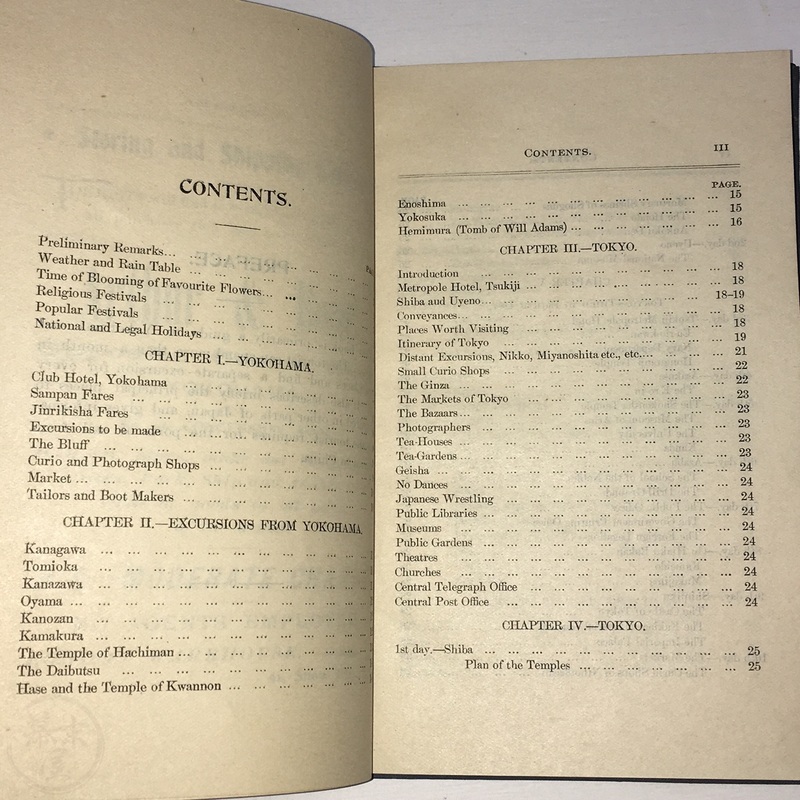 CONTENTS.
Preliminary Remarks... ... ... ... ... ...
Weather and Rain Table ... ... ... ... ...
Time of Blooming of Favourite Flowers... ...
Religious Festivals ... ... ... ... ... ...
Popular Festivals ... ... ... ... ... ...
National and Legal Holidays ... ... ... ...
CHAPTER I.—YOKOHAMA.
Club Hotel, Yokohama ... ... ... ... ...
Sampan Fares ... ... ... ... ... ... ...
Jinrikisha Fares ... ... ... ... ... ...
Excursions to be made ... ... ... ... ...
The Bluff ... ... ... ... ... ... ... ...
Curio and Photograph Shops ... ... ... ...
Market ... ... ... ... ... ... ... ... ...
Tailors and Boot Makers ... ... ... ... ...
CHAPTER II.—EXCURSIONS FROM YOKOHAMA.
Kanagawa ... ... ... ... ... ... ... ...
Tomioka ... ... ... ... ... ... ... ...
Kanazawa ... ... ... ... ... ... ... ...
Oyama ... ... ... ... ... ... ... ... ...
Kanozan ... ... ... ... ... ... ... ...
Kamakura ... ... ... ... ... ... ... ...
The Temple of Hachiman ... ... ... ... ...
The Daibutsu ... ... ... ... ... ... ...
Hase and the Temple of Kwannon ... ... ... ...
CONTENTS. III
PAGE.
Enoshima ... ... ... ... ... ... ... ... ... 15
Yokosuka ... ... ... ... ... ... ... ... ... 15
Hemimura (Tomb of Will Adams) ... ... ... ... ... 16
CHAPTER III.—TOKYO.
Introduction ... ... ... ... ... ... ... ... 18
Metropole Hotel, Tsukiji ... ... ... ... ... ... 18
Shiba and Uyeno... ... ... ... ... ... ... ... 18-19
Conveyances... ... ... ... ... ... ... ... ... 18
Places Worth Visiting ... ... ... ... ... ... ... 18
Itinerary of Tokyo ... ... ... ... ... ... ... 19
Distant Excursions, Nikko, Miyanoshita etc., etc.... ... ... 21
Small Curio Shops ... ... ... ... ... ... ... 22
The Ginza ... ... ... ... ... ... ... ... ... 22
The Markets of Tokyo ... ... ... ... ... ... ... 23
The Bazaars... ... ... ... ... ... ... ... ... 23
Photographers ... ... ... ... ... ... ... ... 23
Tea-Houses ... ... ... ... ... ... ... ... ... 23
Tea-Gardens... ... ... ... ... ... ... ... ... 23
Geisha ... ... ... ... ... ... ... ... ... ... 24
No Dances ... ... ... ... ... ... ... ... ... 24
Japanese Wrestling ... ... ... ... ... ... ... 24
Public Libraries ... ... ... ... ... ... ... ... 24
Museums ... ... ... ... ... ... ... ... ... 24
Public Gardens ... ... ... ... ... ... ... ... 24
Theatres ... ... ... ... ... ... ... ... ... 24
Churches ... ... ... ... ... ... ... ... ... 24
Central Telegraph Office ... ... ... ... ... ... 24
Central Post Office ... ... ... ... ... ... ... 24
CHAPTER IV.—TOKYO.
1st day.—Shiba ... ... ... ... ... ... ... ... 25
Plan of the Temples ... ... ... ... ... ... 25